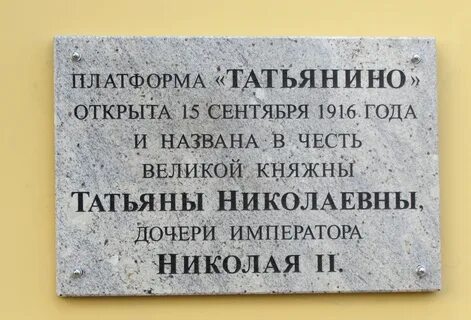 ПЛАТФОРМА «ТАТЬЯНИНО»
ОТКРЫТА 15 СЕНТЯБРЯ 1916 ГОДА
И НАЗВАНА В ЧЕСТЬ
ВЕЛИКОЙ КНЯЖНЫ
ТАТЬЯНЫ НИКОЛАЕВНЫ,
ДОЧЕРИ ИМПЕРАТОРА
НИКОЛАЯ II.